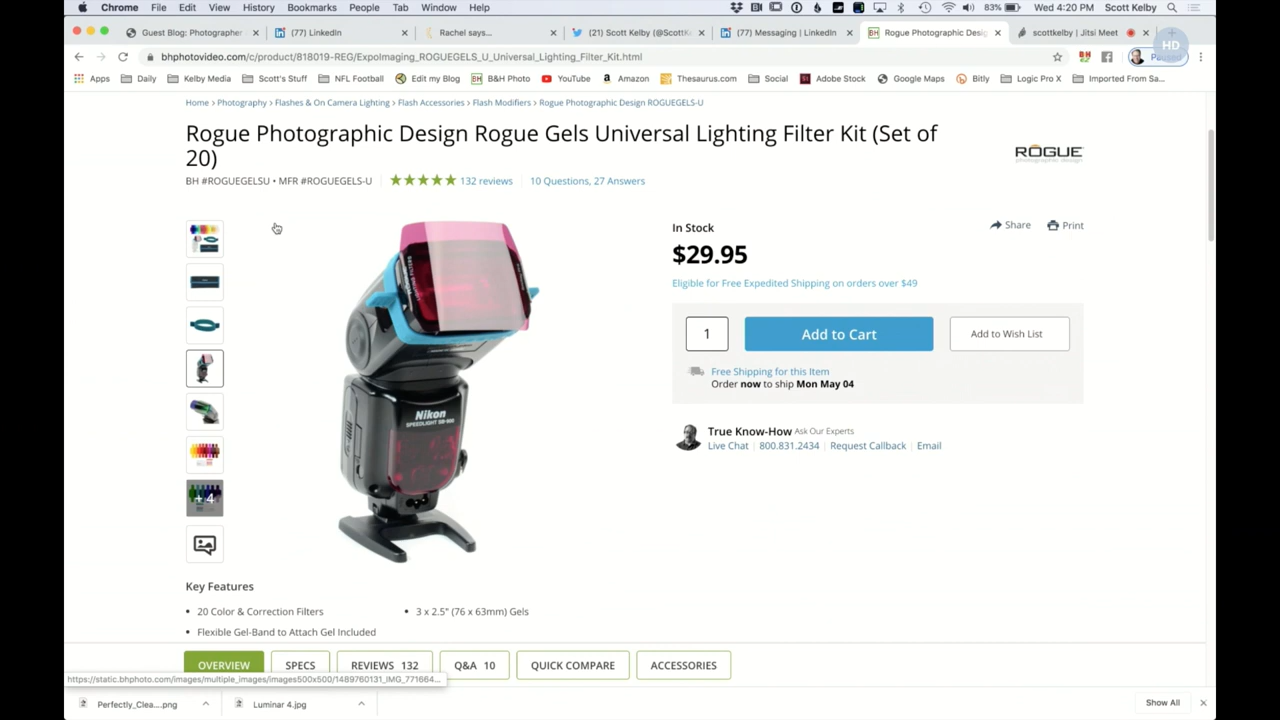 Chrome File Edit View History Bookmarks People Tab Window Help 83% Wed 4:20 PM Scott Kelby
Guest Blog: Photographer (77) LinkedIn Rachel says... (21) Scott Kelby (@ScottK (77) Messaging | LinkedIn Rogue Photographic Desig scottkelby | Jitsi Meet HD
bhphotovideo.com/c/product/818019-REG/ExpoImaging_ROGUEGELS_U_Universal_Lighting_Filter_Kit.html Paused
Apps Daily Kelby Media Scott's Stuff NFL Football Edit my Blog B&H Photo YouTube Amazon Thesaurus.com Social Adobe Stock Google Maps Bitly Logic Pro X Imported From Sa...
Home › Photography › Flashes & On Camera Lighting › Flash Accessories › Flash Modifiers › Rogue Photographic Design ROGUEGELS-U
Rogue Photographic Design Rogue Gels Universal Lighting Filter Kit (Set of
20)
ROGUE
photographic design
BH #ROGUEGELSU • MFR #ROGUEGELS-U 132 reviews 10 Questions, 27 Answers
In Stock Share Print
$29.95
Eligible for Free Expedited Shipping on orders over $49
1 Add to Cart Add to Wish List
Free Shipping for this Item
Order now to ship Mon May 04
Nikon
SPEEDLIGHT SB-900
True Know-How Ask Our Experts
Live Chat 800.831.2434 Request Callback Email
+ 4
Key Features
• 20 Color & Correction Filters • 3 x 2.5" (76 x 63mm) Gels
• Flexible Gel-Band to Attach Gel Included
OVERVIEW SPECS REVIEWS 132 Q&A 10 QUICK COMPARE ACCESSORIES
https://static.bhphoto.com/images/multiple_images/images500x500/1489760131_IMG_771664...
Perfectly_Clea....png Luminar 4.jpg Show All